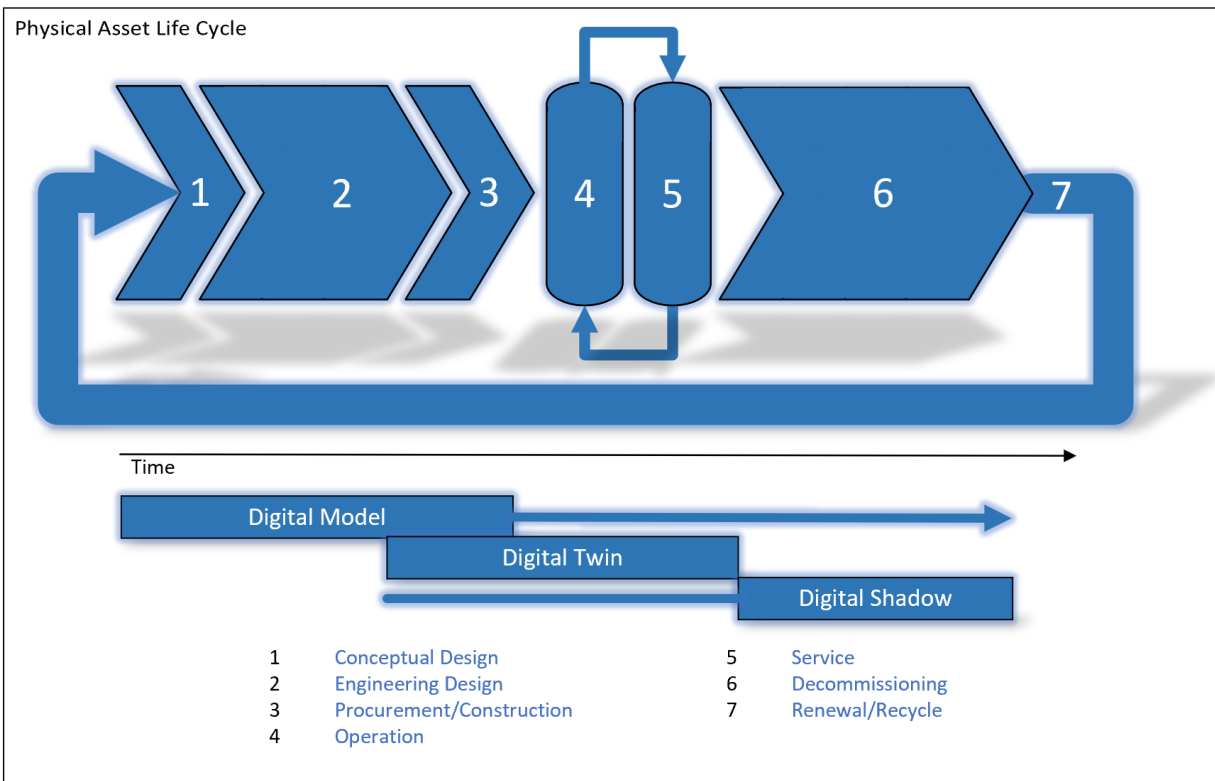 Physical Asset Life Cycle
1 2 3 4 5 6 7
Time
Digital Model
Digital Twin
Digital Shadow
1 Conceptual Design
2 Engineering Design
3 Procurement/Construction
4 Operation
5 Service
6 Decommissioning
7 Renewal/Recycle